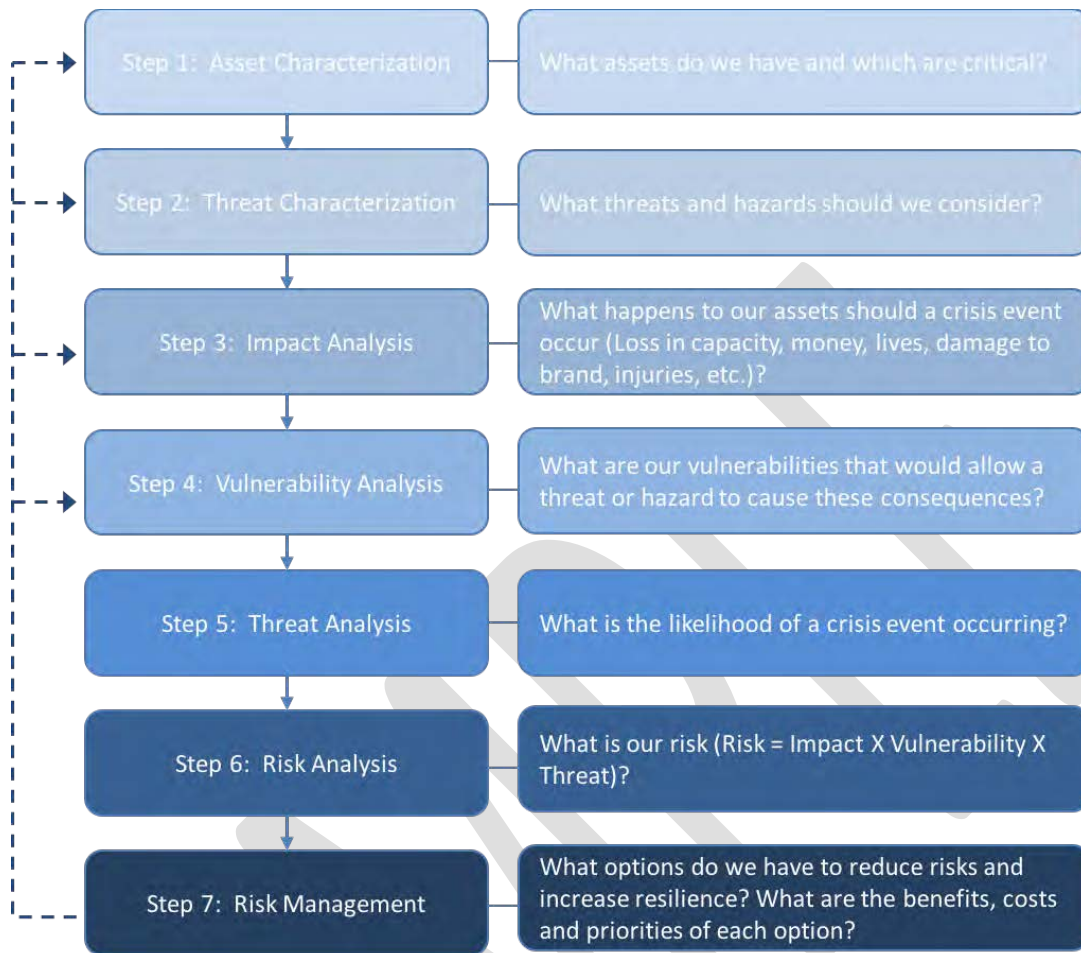 Step 1: Asset Characterization
What assets do we have and which are critical?
Step 2: Threat Characterization
What threats and hazards should we consider?
Step 3: Impact Analysis
What happens to our assets should a crisis event
occur (Loss in capacity, money, lives, damage to
brand, injuries, etc.)?
Step 4: Vulnerability Analysis
What are our vulnerabilities that would allow a
threat or hazard to cause these consequences?
Step 5: Threat Analysis
What is the likelihood of a crisis event occurring?
Step 6: Risk Analysis
What is our risk (Risk = Impact X Vulnerability X
Threat)?
Step 7: Risk Management
What options do we have to reduce risks and
increase resilience? What are the benefits, costs
and priorities of each option?